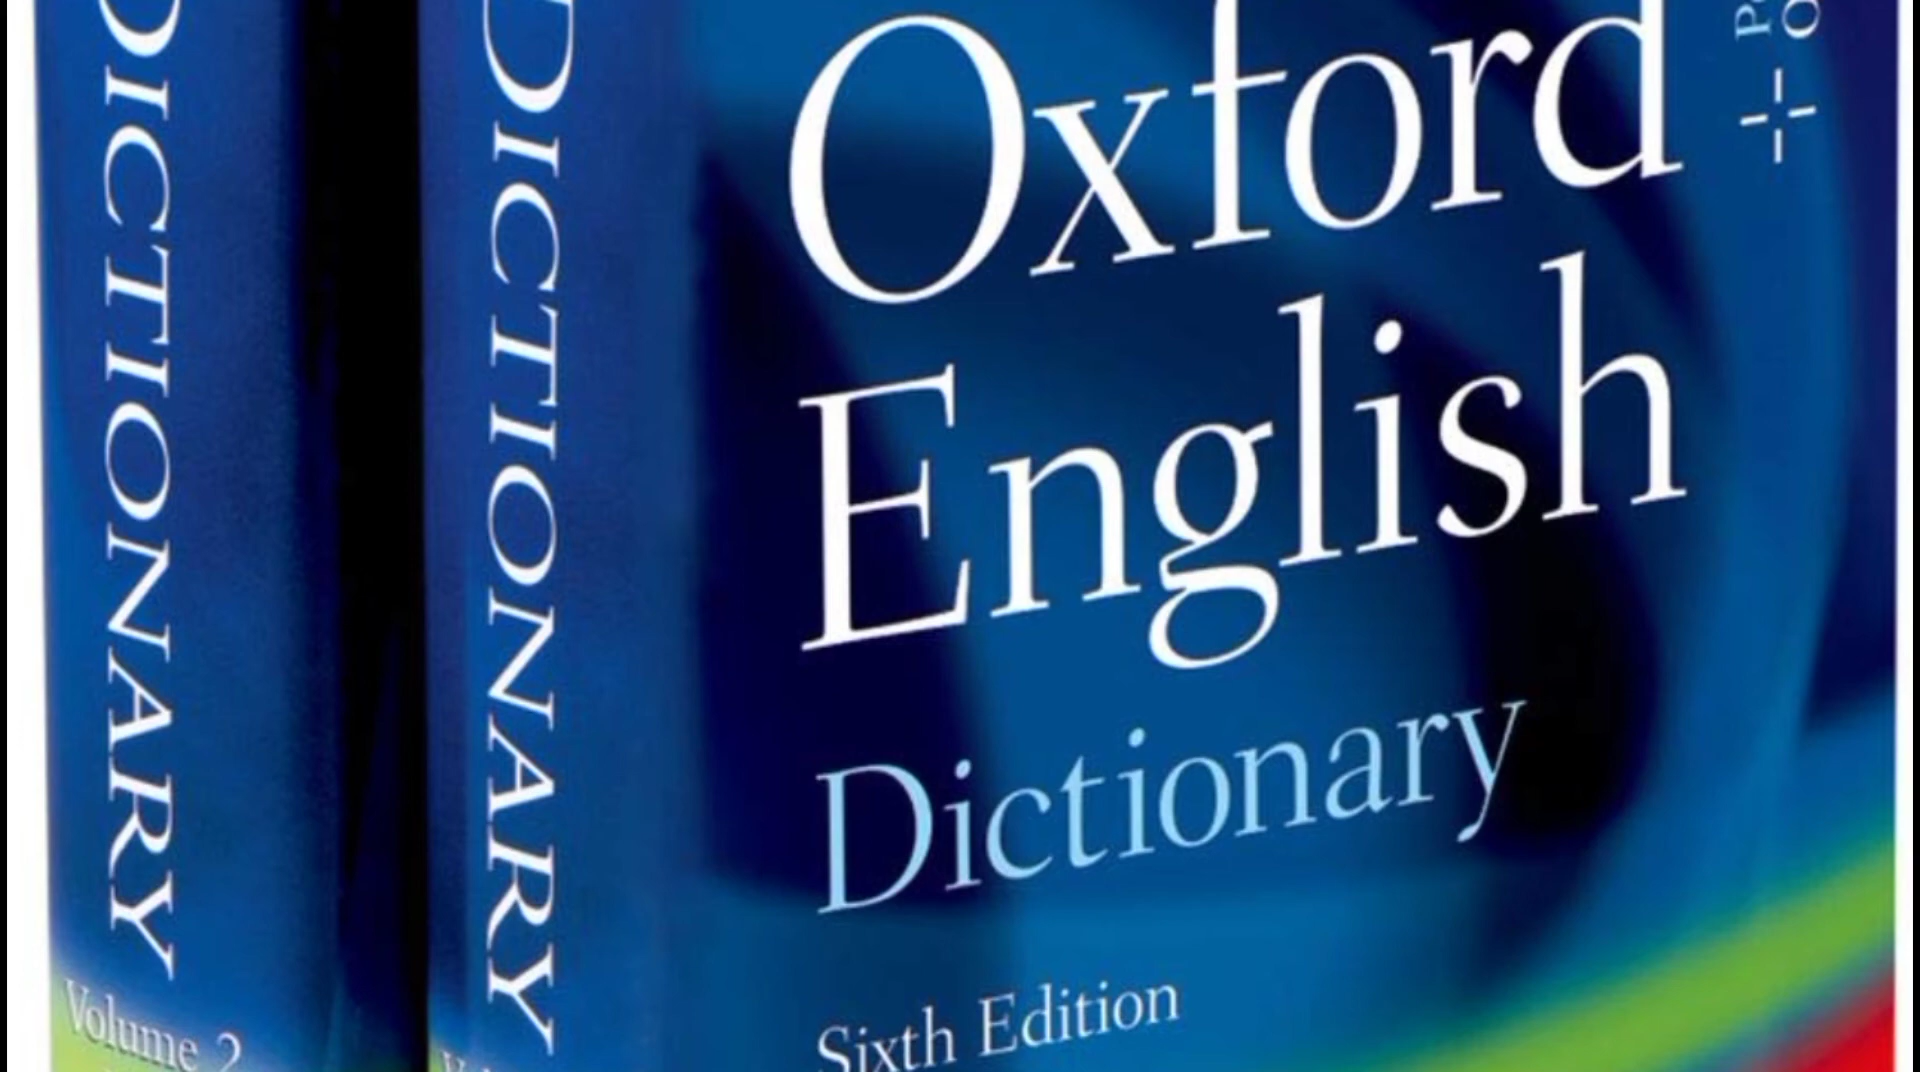 DICTIONARY
Volume 2
DICTIONARY
Oxford
English
Dictionary
Sixth Edition